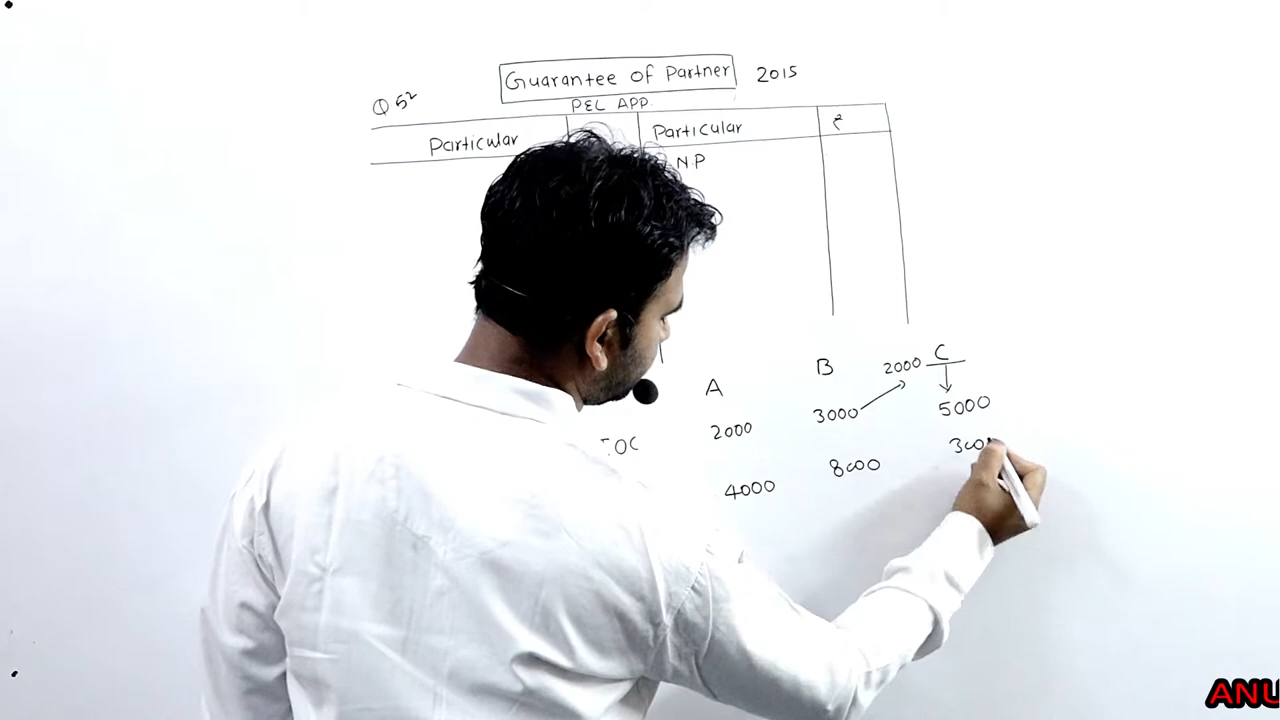 Guarantee of Partner 2015
Q 52
P&L APP.
Particular Particular ₹
N.P
A B 2000 C
2000 3000 5000
4000 8000
ANU